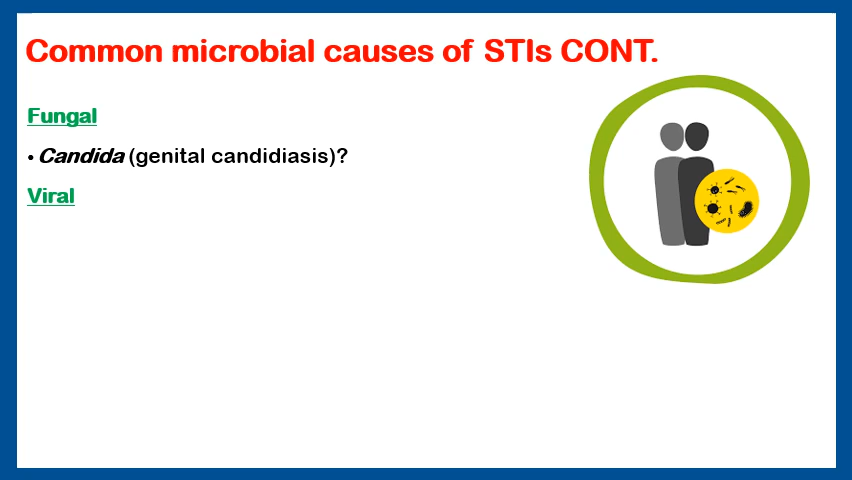 Common microbial causes of STIs CONT.
Fungal
• Candida (genital candidiasis)?
Viral